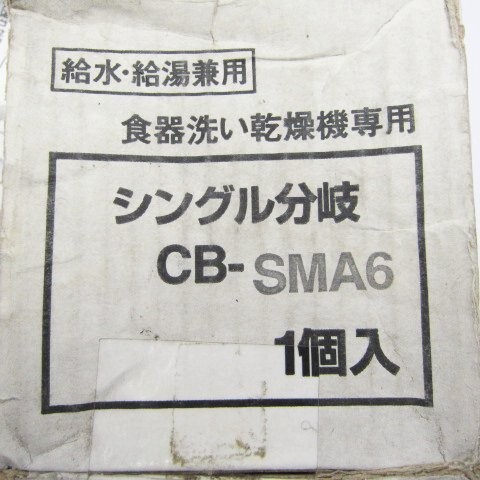 給水・給湯兼用
食器洗い乾燥機専用
シングル分岐
CB-SMA6
1個入